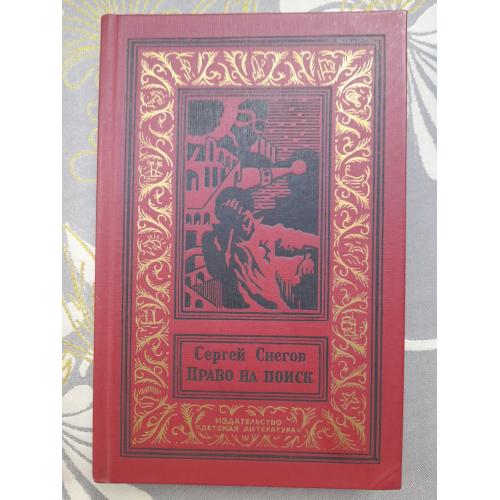 Сергей Снегов
Право на поиск
ИЗДАТЕЛЬСТВО
"ДЕТСКАЯ ЛИТЕРАТУРА"